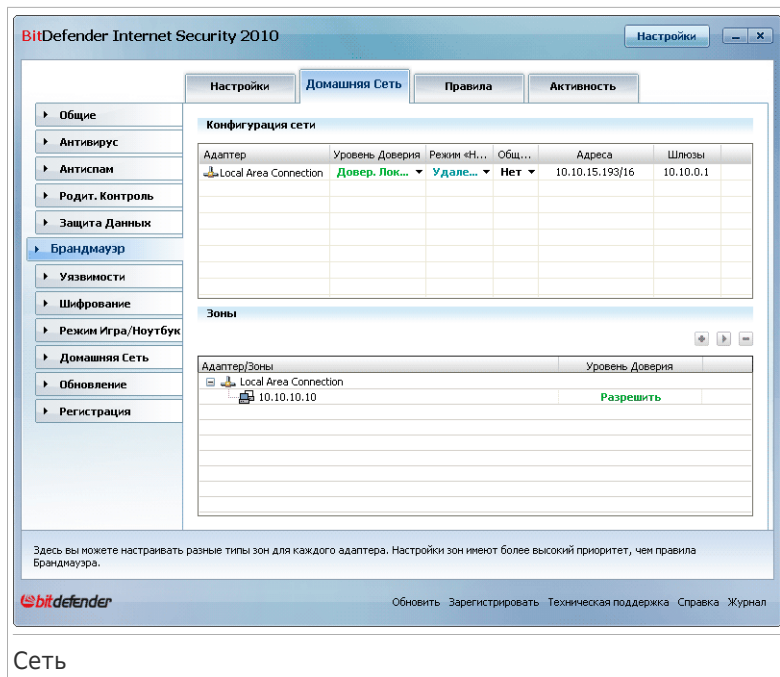 BitDefender Internet Security 2010
Настройки
Настройки Домашняя Сеть Правила Активность
Общие
Антивирус
Антиспам
Родит. Контроль
Защита Данных
Брандмауэр
Уязвимости
Шифрование
Режим Игра/Ноутбук
Домашняя Сеть
Обновление
Регистрация
Конфигурация сети
Адаптер Уровень Доверия Режим «Н... Общ... Адреса Шлюзы
Local Area Connection Довер. Лок... Удале... Нет 10.10.15.193/16 10.10.0.1
Зоны
Адаптер/Зоны Уровень Доверия
Local Area Connection
10.10.10.10 Разрешить
Здесь вы можете настраивать разные типы зон для каждого адаптера. Настройки зон имеют более высокий приоритет, чем правила
Брандмауэра.
bitdefender
Обновить Зарегистрировать Техническая поддержка Справка Журнал
Сеть